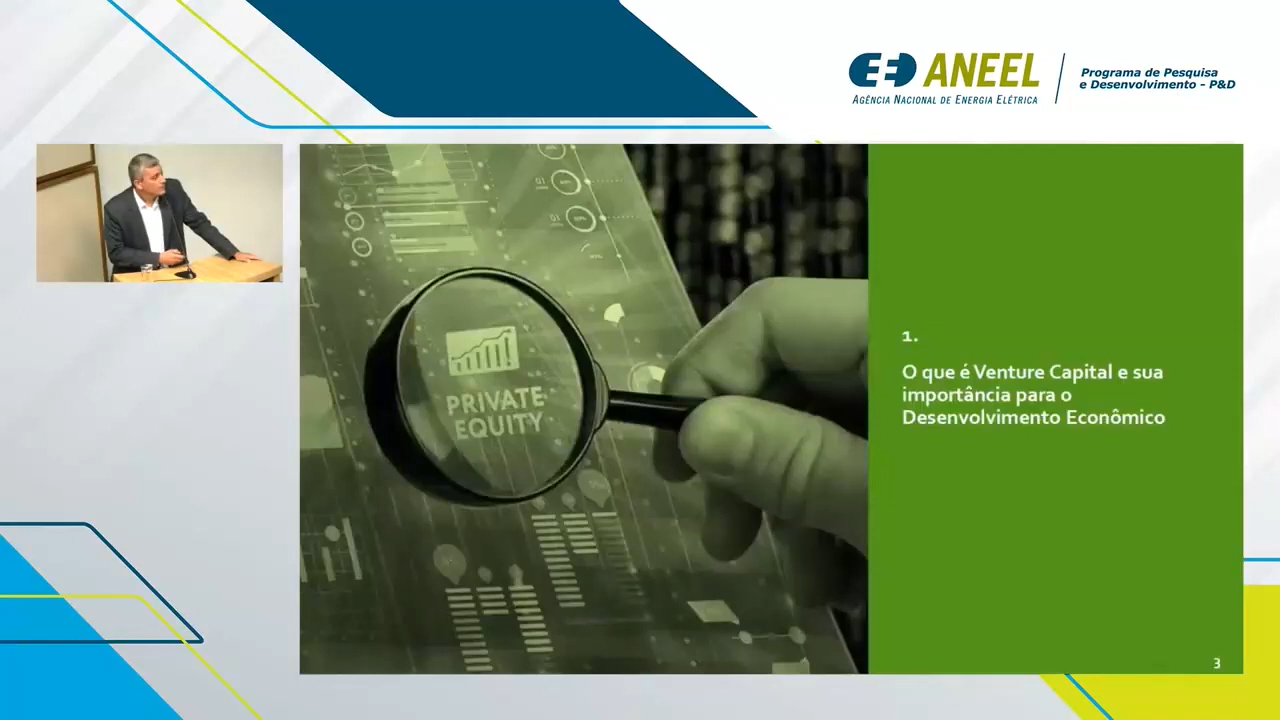 ANEEL
AGÊNCIA NACIONAL DE ENERGIA ELÉTRICA
Programa de Pesquisa
e Desenvolvimento - P&D
PRIVATE
EQUITY
1.
O que é Venture Capital e sua
importância para o
Desenvolvimento Econômico
3